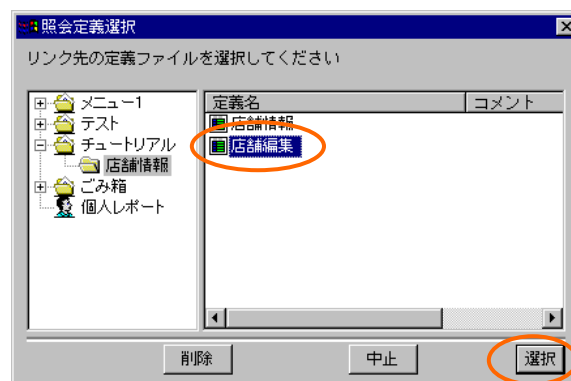 照会定義選択
リンク先の定義ファイルを選択してください
メニュー1
テスト
チュートリアル
店舗情報
ごみ箱
個人レポート
定義名 コメント
店舗情報
店舗編集
削除 中止 選択